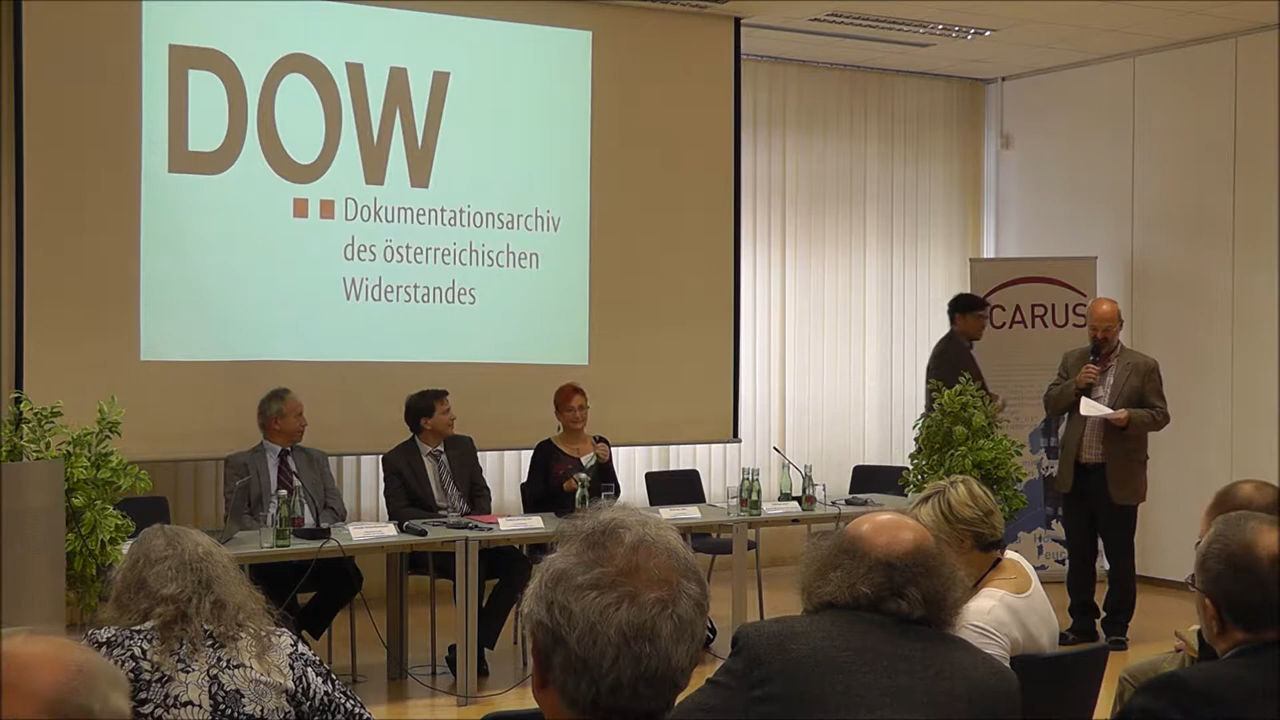 DOW
Dokumentationsarchiv
des österreichischen
Widerstandes
CARUS